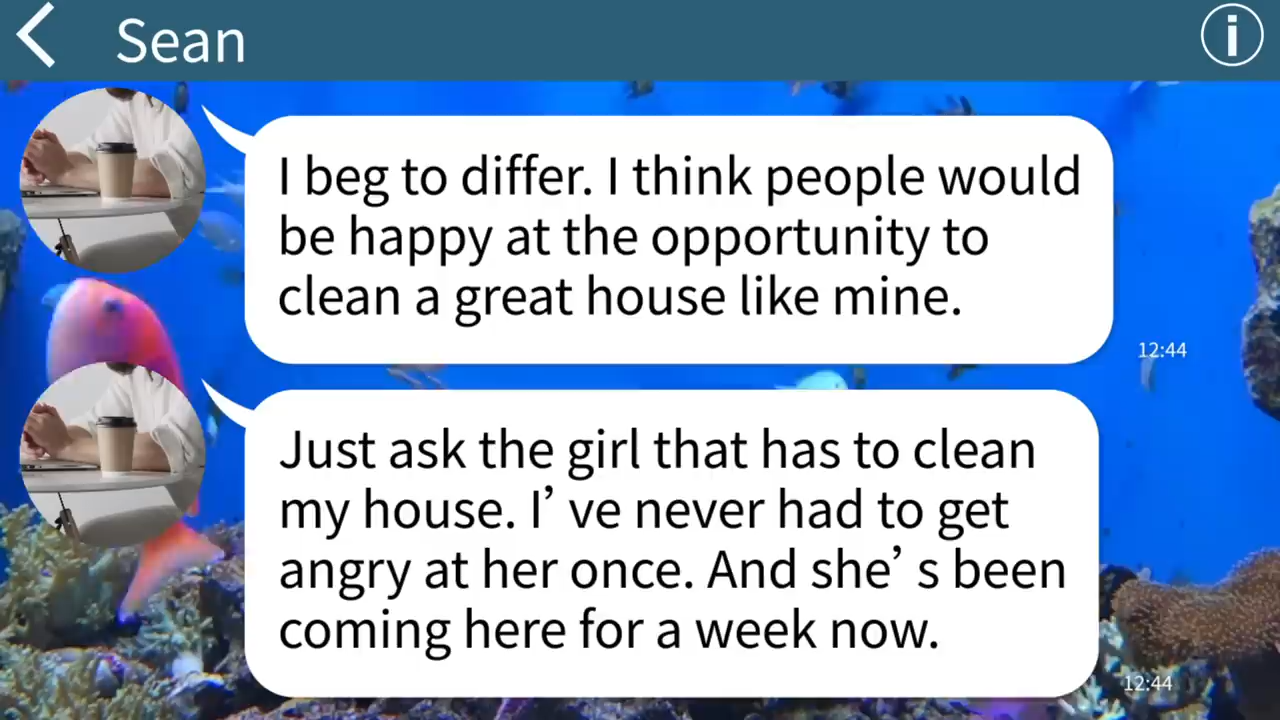 Sean
I beg to differ. I think people would
be happy at the opportunity to
clean a great house like mine.
12:44
Just ask the girl that has to clean
my house. I’ ve never had to get
angry at her once. And she’ s been
coming here for a week now.
12:44